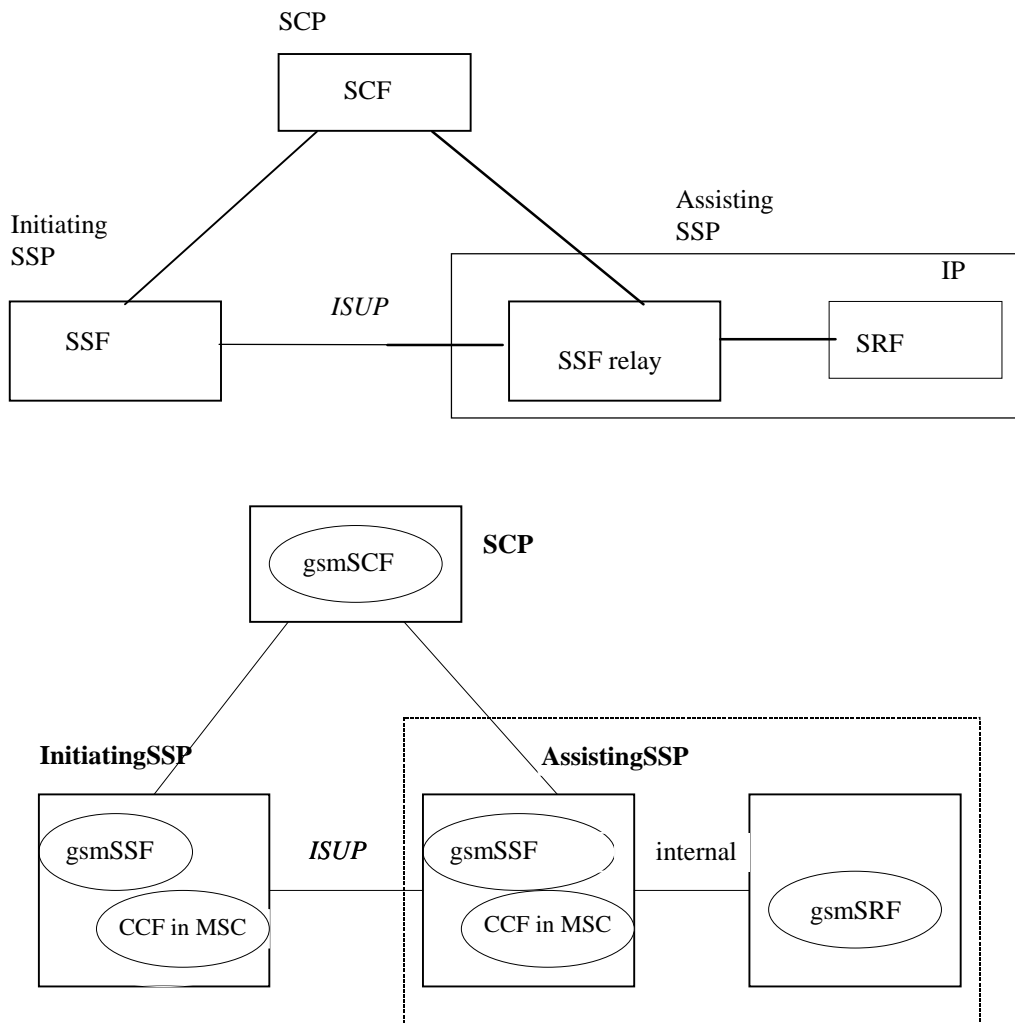 SCP
SCF
Initiating
SSP
Assisting
SSP
IP
ISUP
SSF
SSF relay
SRF
gsmSCF
SCP
InitiatingSSP
AssistingSSP
gsmSSF
ISUP
gsmSSF
internal
CCF in MSC
CCF in MSC
gsmSRF